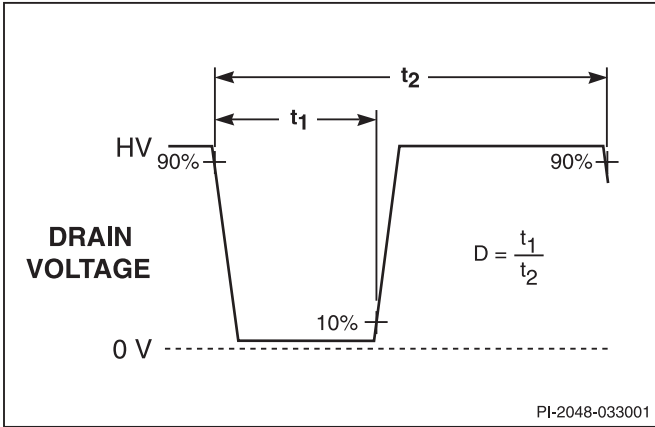 t2
t1
HV
90%
90%
DRAIN
VOLTAGE
D = t1/t2
10%
0 V
PI-2048-033001